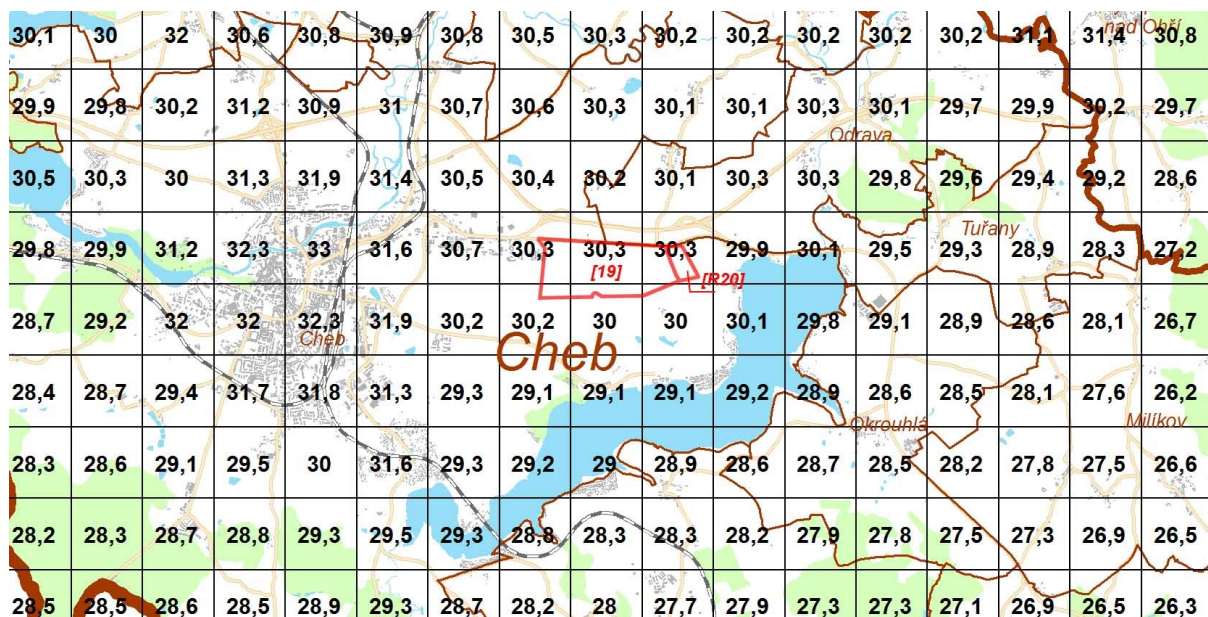 30,1 30 32 30,6 30,8 30,9 30,8 30,5 30,3 30,2 30,2 30,2 30,2 30,2 31,1 31,4 30,8
nad Ohří
29,9 29,8 30,2 31,2 30,9 31 30,7 30,6 30,3 30,1 30,1 30,3 30,1 29,7 29,9 30,2 29,7
Odrava
30,5 30,3 30 31,3 31,9 31,4 30,5 30,4 30,2 30,1 30,3 30,3 29,8 29,6 29,4 29,2 28,6
Tuřany
29,8 29,9 31,2 32,3 33 31,6 30,7 30,3 30,3 30,3 29,9 30,1 29,5 29,3 28,9 28,3 27,2
[19] [R20]
28,7 29,2 32 32 32,3 31,9 30,2 30,2 30 30 30,1 29,8 29,1 28,9 28,6 28,1 26,7
Cheb
Cheb
28,4 28,7 29,4 31,7 31,8 31,3 29,3 29,1 29,1 29,1 29,2 28,9 28,6 28,5 28,1 27,6 26,2
Okrouhlá Milíkov
28,3 28,6 29,1 29,5 30 31,6 29,3 29,2 29 28,9 28,6 28,7 28,5 28,2 27,8 27,5 26,6
28,2 28,3 28,7 28,8 29,3 29,5 29,3 28,8 28,3 28,3 28,2 27,9 27,8 27,5 27,3 26,9 26,5
28,5 28,5 28,6 28,5 28,9 29,3 28,7 28,2 28 27,7 27,9 27,3 27,3 27,1 26,9 26,5 26,3